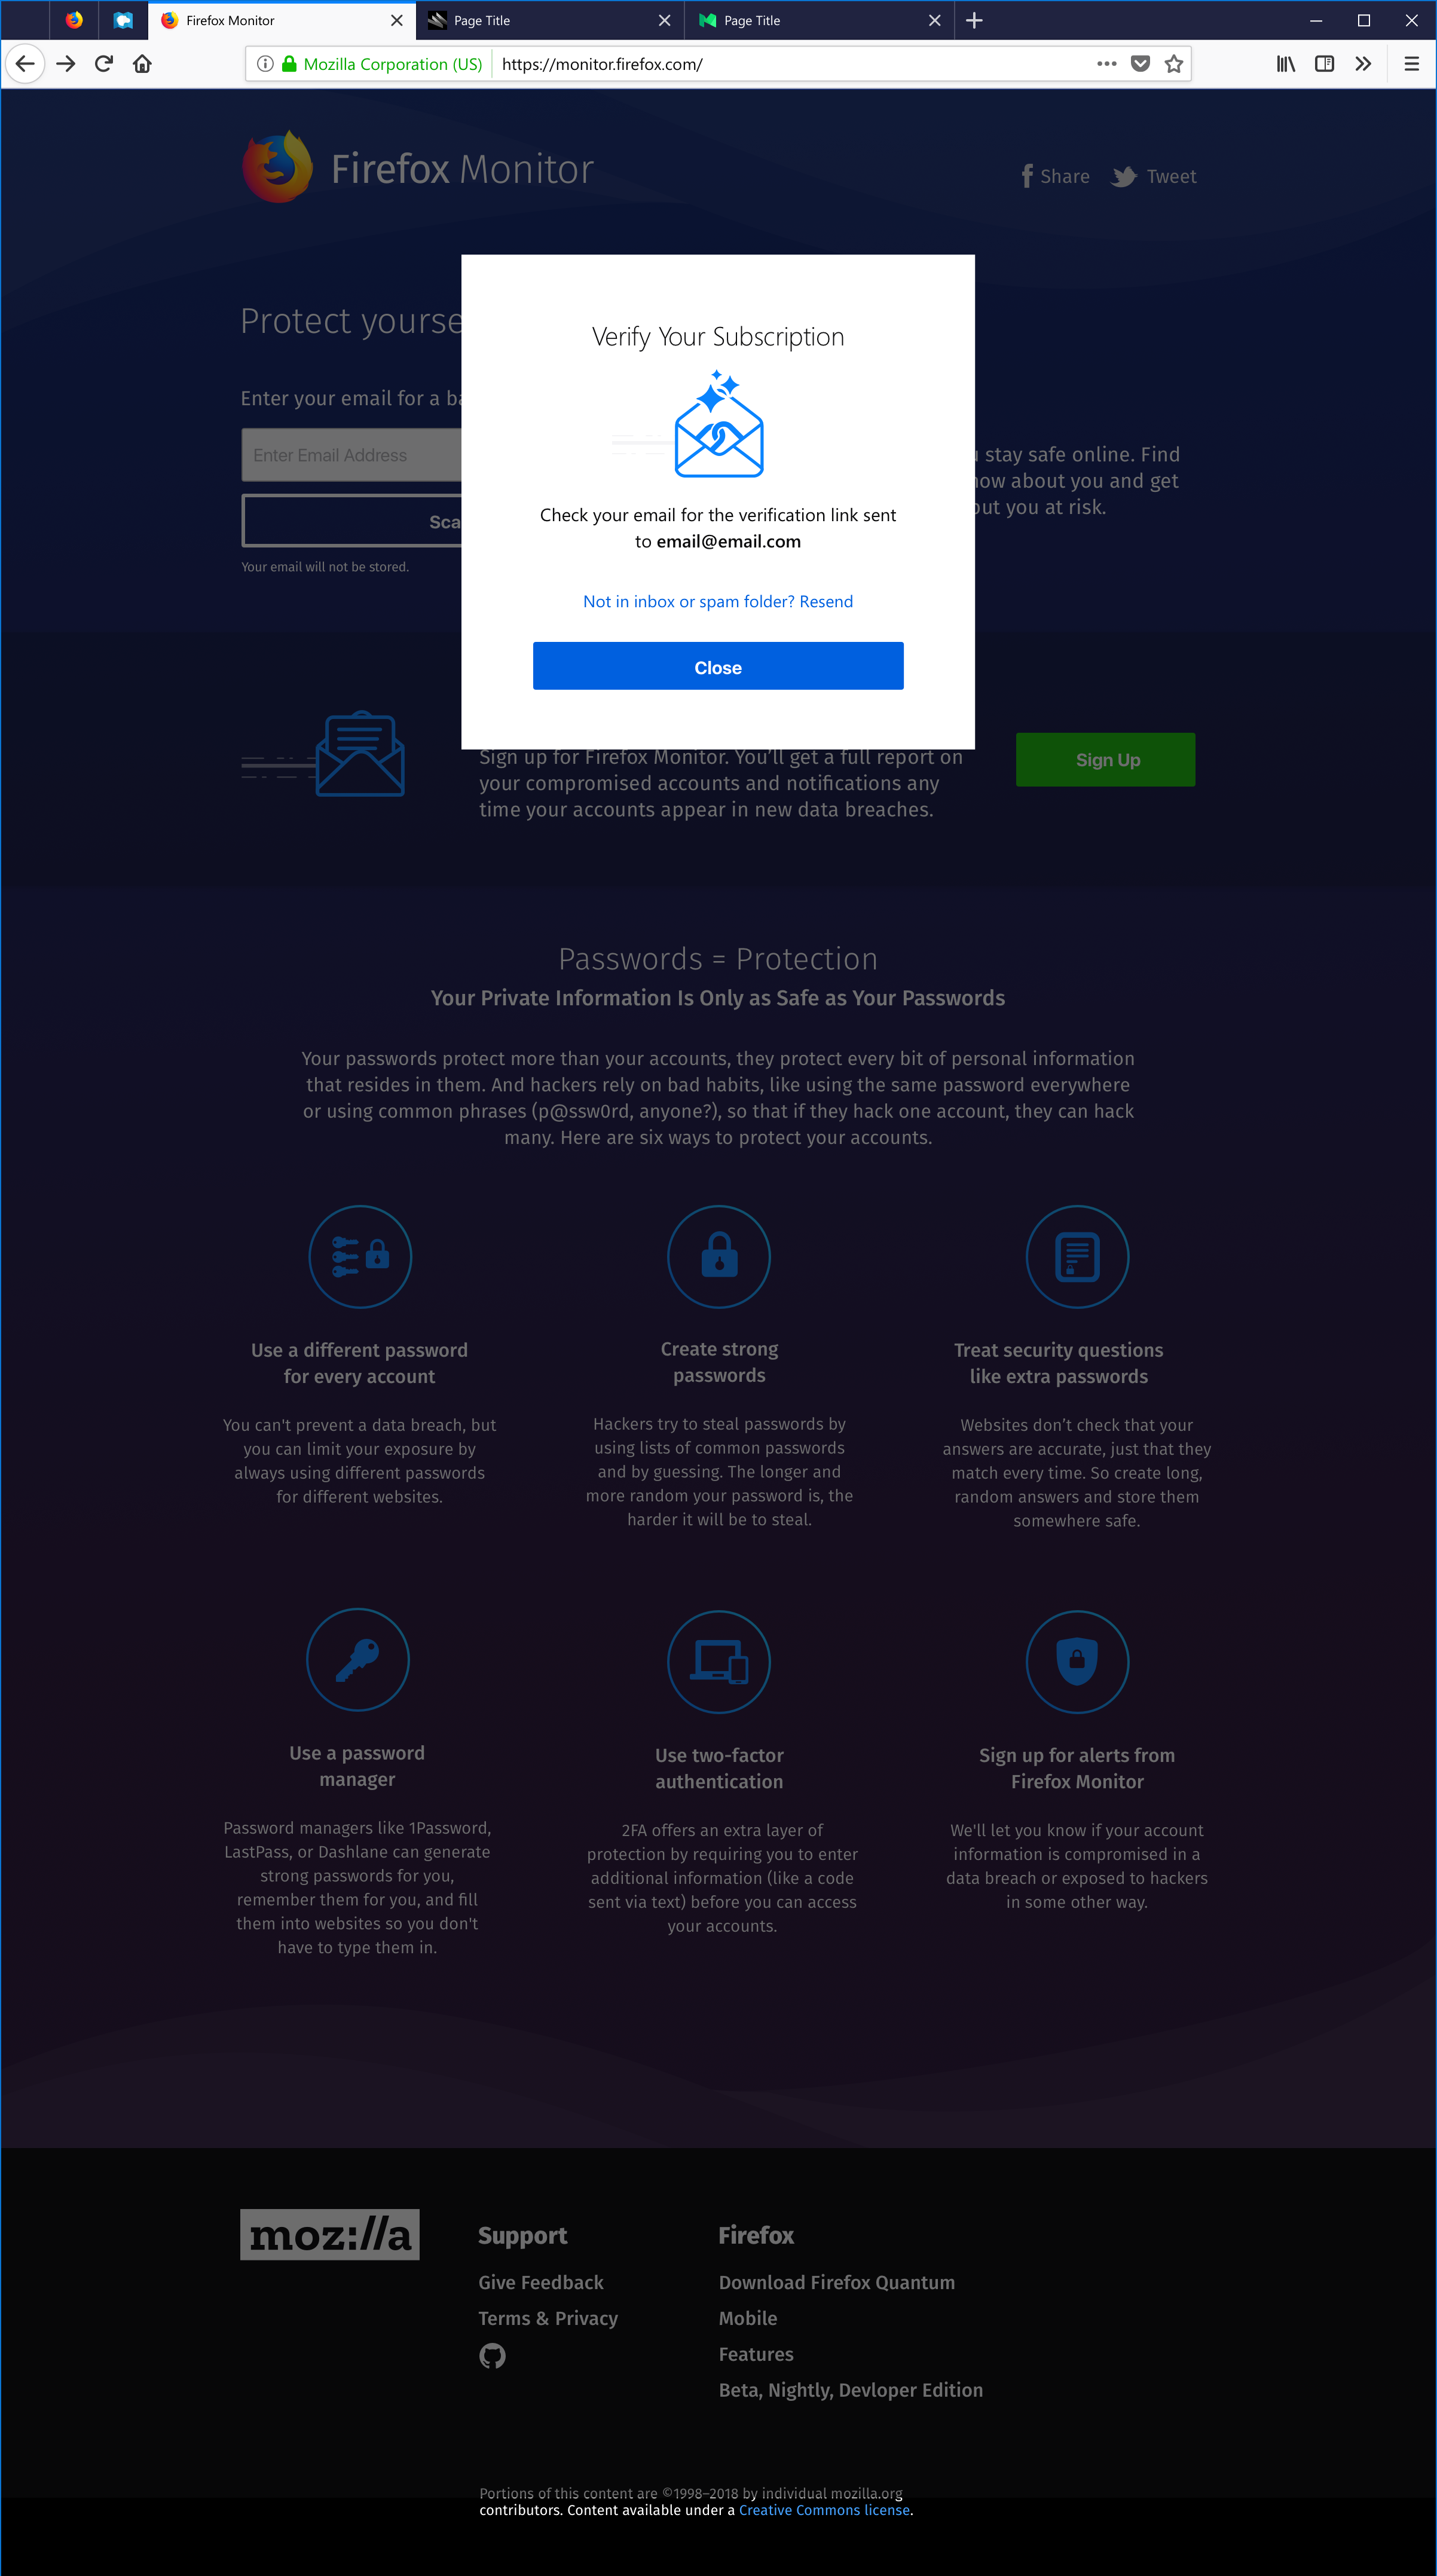 Firefox Monitor
Page Title
Page Title
Mozilla Corporation (US)
https://monitor.firefox.com/
Firefox Monitor
Share
Tweet
Protect yourse
Enter your email for a ba
Enter Email Address
Sca
Your email will not be stored.
stay safe online. Find
now about you and get
put you at risk.
Verify Your Subscription
Check your email for the verification link sent
to email@email.com
Not in inbox or spam folder? Resend
Close
Sign up for Firefox Monitor. You'll get a full report on
your compromised accounts and notifications any
time your accounts appear in new data breaches.
Sign Up
Passwords = Protection
Your Private Information Is Only as Safe as Your Passwords
Your passwords protect more than your accounts, they protect every bit of personal information
that resides in them. And hackers rely on bad habits, like using the same password everywhere
or using common phrases (p@ssw0rd, anyone?), so that if they hack one account, they can hack
many. Here are six ways to protect your accounts.
Use a different password
for every account
You can't prevent a data breach, but
you can limit your exposure by
always using different passwords
for different websites.
Create strong
passwords
Hackers try to steal passwords by
using lists of common passwords
and by guessing. The longer and
more random your password is, the
harder it will be to steal.
Treat security questions
like extra passwords
Websites don’t check that your
answers are accurate, just that they
match every time. So create long,
random answers and store them
somewhere safe.
Use a password
manager
Password managers like 1Password,
LastPass, or Dashlane can generate
strong passwords for you,
remember them for you, and fill
them into websites so you don't
have to type them in.
Use two-factor
authentication
2FA offers an extra layer of
protection by requiring you to enter
additional information (like a code
sent via text) before you can access
your accounts.
Sign up for alerts from
Firefox Monitor
We'll let you know if your account
information is compromised in a
data breach or exposed to hackers
in some other way.
moz://a
Support
Give Feedback
Terms & Privacy
Firefox
Download Firefox Quantum
Mobile
Features
Beta, Nightly, Devloper Edition
Portions of this content are ©1998–2018 by individual mozilla.org
contributors. Content available under a Creative Commons license.